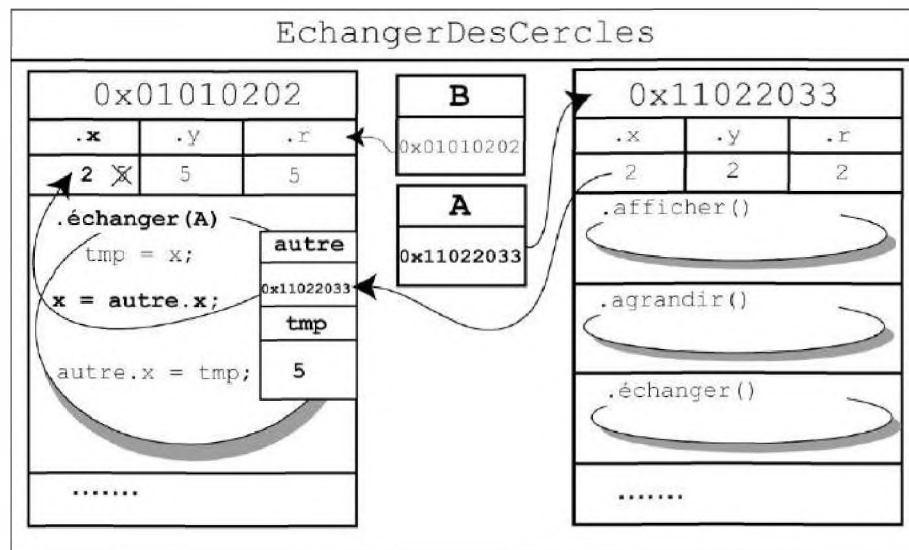 EchangerDesCercles
0x01010202
.x .y .r
2 5 5 5
.échanger(A)
tmp = x;
x = autre.x;
autre.x = tmp;
.......
autre
0x11022033
tmp
5
B
0x01010202
A
0x11022033
0x11022033
.x .y .r
2 2 2
.afficher()
.agrandir()
.échanger()
.......